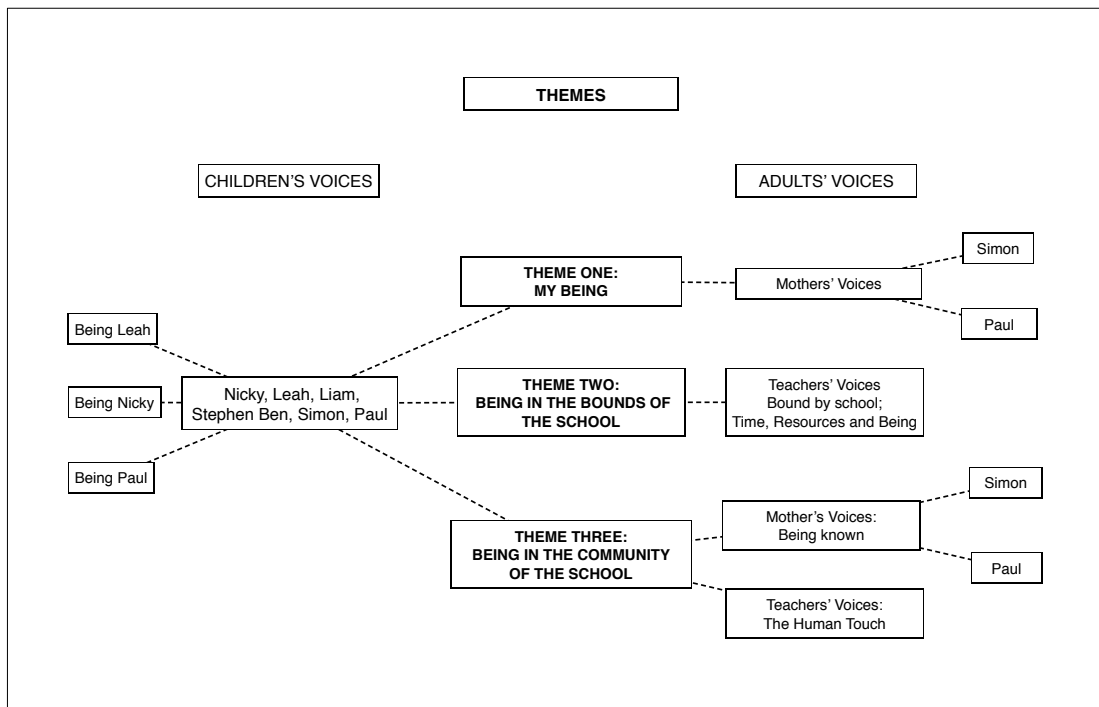 THEMES
CHILDREN’S VOICES
ADULTS’ VOICES
Being Leah
Being Nicky
Being Paul
Nicky, Leah, Liam,
Stephen Ben, Simon, Paul
THEME ONE:
MY BEING
Mothers’ Voices
Simon
Paul
THEME TWO:
BEING IN THE BOUNDS OF
THE SCHOOL
Teachers’ Voices
Bound by school;
Time, Resources and Being
THEME THREE:
BEING IN THE COMMUNITY
OF THE SCHOOL
Mother’s Voices:
Being known
Simon
Paul
Teachers’ Voices:
The Human Touch